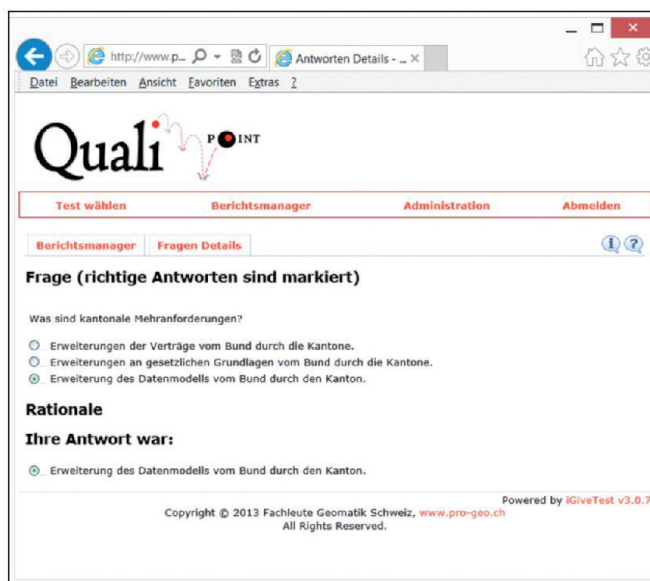 http://www.p...
Antworten Details - ...
Datei Bearbeiten Ansicht Favoriten Extras ?
Quali POINT
Test wählen Berichtsmanager Administration Abmelden
Berichtsmanager Fragen Details
Frage (richtige Antworten sind markiert)
Was sind kantonale Mehranforderungen?
Erweiterungen der Verträge vom Bund durch die Kantone.
Erweiterungen an gesetzlichen Grundlagen vom Bund durch die Kantone.
Erweiterung des Datenmodells vom Bund durch den Kanton.
Rationale
Ihre Antwort war:
Erweiterung des Datenmodells vom Bund durch den Kanton.
Powered by iGiveTest v3.0.7
Copyright © 2013 Fachleute Geomatik Schweiz, www.pro-geo.ch
All Rights Reserved.